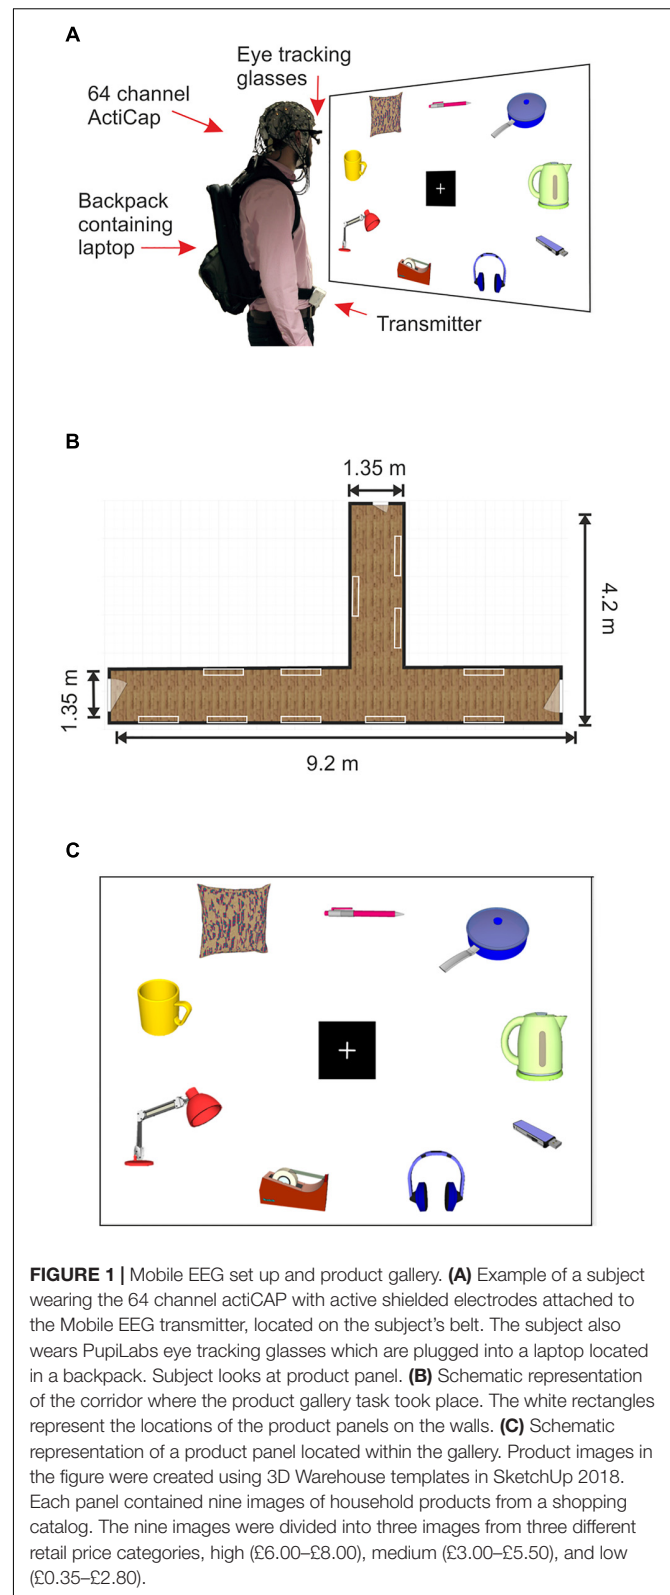 A
Eye tracking
glasses
64 channel
ActiCap
Backpack
containing
laptop
Transmitter
B
1.35 m
4.2 m
1.35 m
9.2 m
C
FIGURE 1 | Mobile EEG set up and product gallery. (A) Example of a subject
wearing the 64 channel actiCAP with active shielded electrodes attached to
the Mobile EEG transmitter, located on the subject's belt. The subject also
wears PupiLabs eye tracking glasses which are plugged into a laptop located
in a backpack. Subject looks at product panel. (B) Schematic representation
of the corridor where the product gallery task took place. The white rectangles
represent the locations of the product panels on the walls. (C) Schematic
representation of a product panel located within the gallery. Product images in
the figure were created using 3D Warehouse templates in SketchUp 2018.
Each panel contained nine images of household products from a shopping
catalog. The nine images were divided into three images from three different
retail price categories, high (£6.00–£8.00), medium (£3.00–£5.50), and low
(£0.35–£2.80).